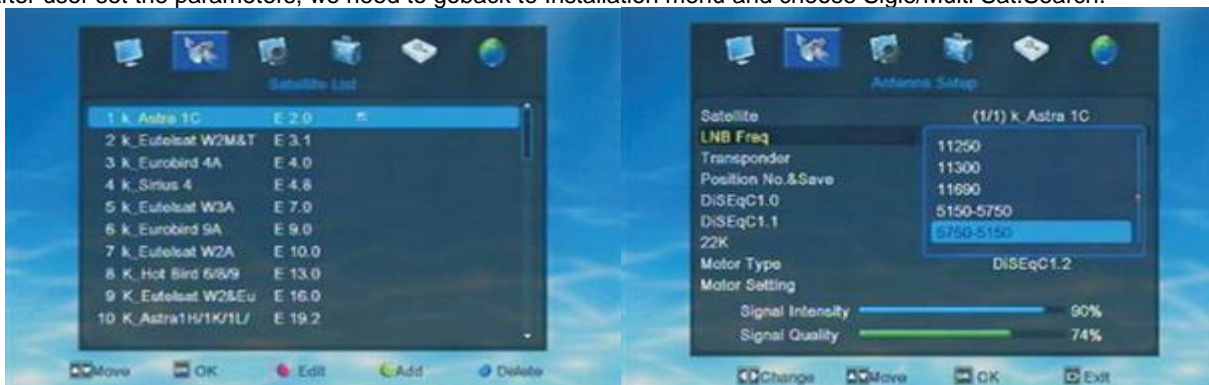 after user set the parameters, we need to goback to Installation menu and choose Sigle/Multi Sat.Search.
Satellite List
1 k_Astra 1C E 2.0
2 k_Eutelsat W2M&T E 3.1
3 k_Eurobird 4A E 4.0
4 k_Sirius 4 E 4.8
5 k_Eutelsat W3A E 7.0
6 k_Eurobird 9A E 9.0
7 k_Eutelsat W2A E 10.0
8 K_Hot Bird 6/8/9 E 13.0
9 K_Eutelsat W2&Eu E 16.0
10 K_Astra1H/1K/1L/ E 19.2
Move OK Edit Add Delete
Antenna Setup
Satellite (1/1) k_Astra 1C
LNB Freq
11250
Transponder
11300
Position No.&Save
11690
DiSEqC1.0
5150-5750
DiSEqC1.1
5750-5150
22K
Motor Type DiSEqC1.2
Motor Setting
Signal Intensity 90%
Signal Quality 74%
Change Move OK Exit